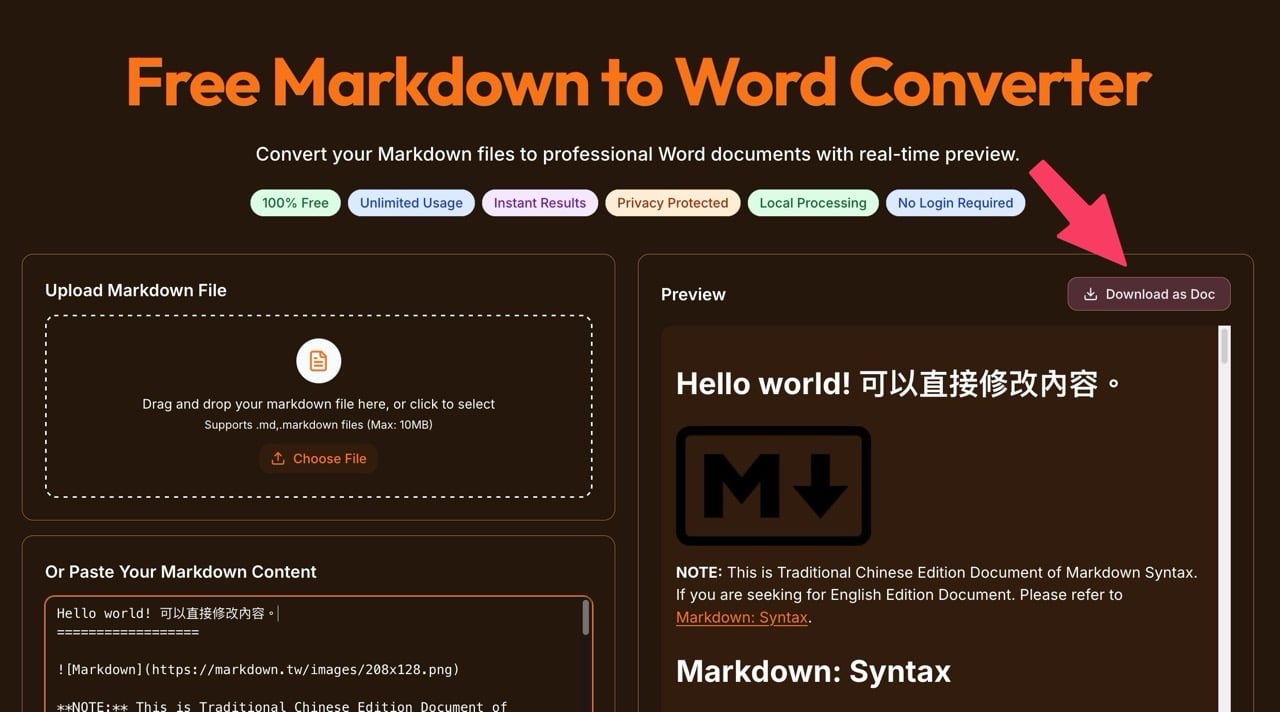 Free Markdown to Word Converter
Convert your Markdown files to professional Word documents with real-time preview.
100% Free
Unlimited Usage
Instant Results
Privacy Protected
Local Processing
No Login Required
Upload Markdown File
Drag and drop your markdown file here, or click to select
Supports .md,.markdown files (Max: 10MB)
Choose File
Or Paste Your Markdown Content
Hello world! 可以直接修改內容。
==================
![Markdown](https://markdown.tw/images/208x128.png)
**NOTE:** This is Traditional Chinese Edition Document of
Preview
Download as Doc
Hello world! 可以直接修改內容。
M
NOTE: This is Traditional Chinese Edition Document of Markdown Syntax.
If you are seeking for English Edition Document. Please refer to
Markdown: Syntax.
Markdown: Syntax